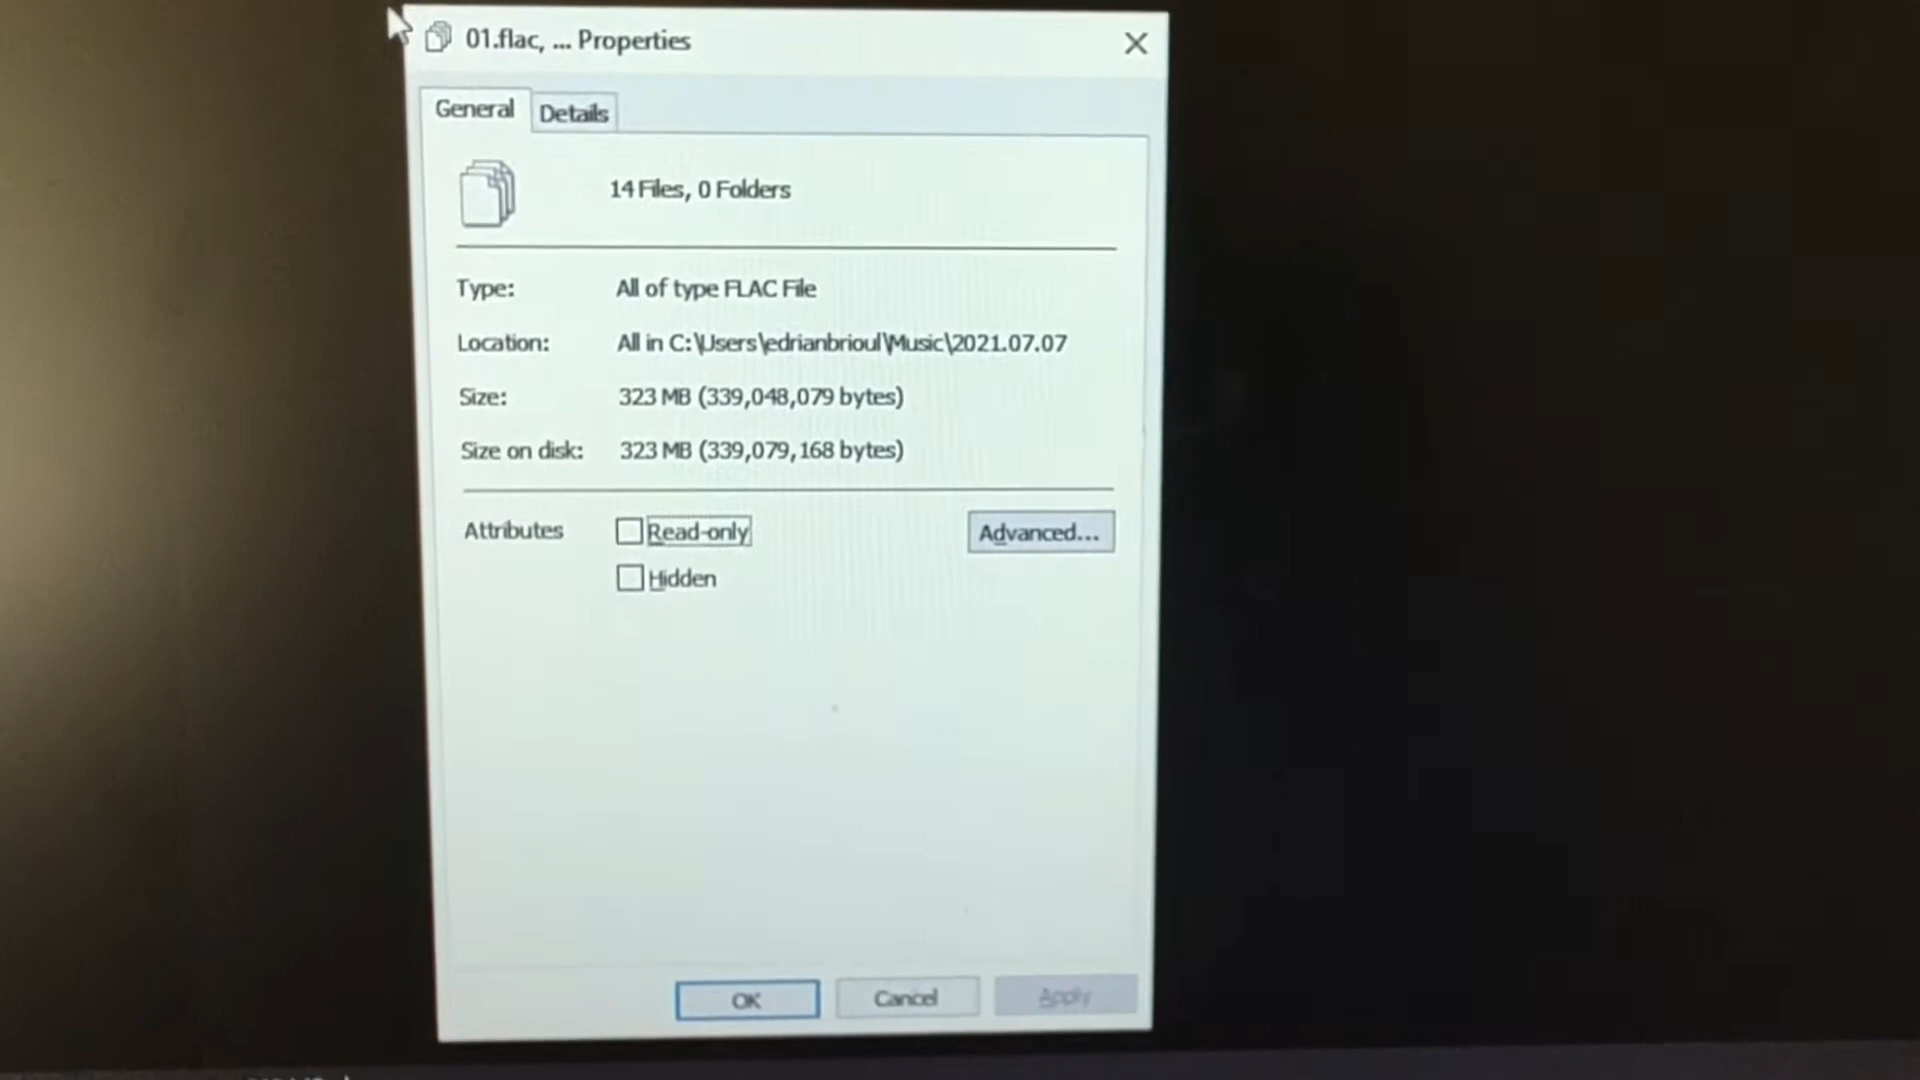 01.flac, ... Properties
General Details
14 Files, 0 Folders
Type: All of type FLAC File
Location: All in C:\Users\edrianbrioul\Music\2021.07.07
Size: 323 MB (339,048,079 bytes)
Size on disk: 323 MB (339,079,168 bytes)
Attributes Read-only Advanced...
Hidden
OK Cancel Apply